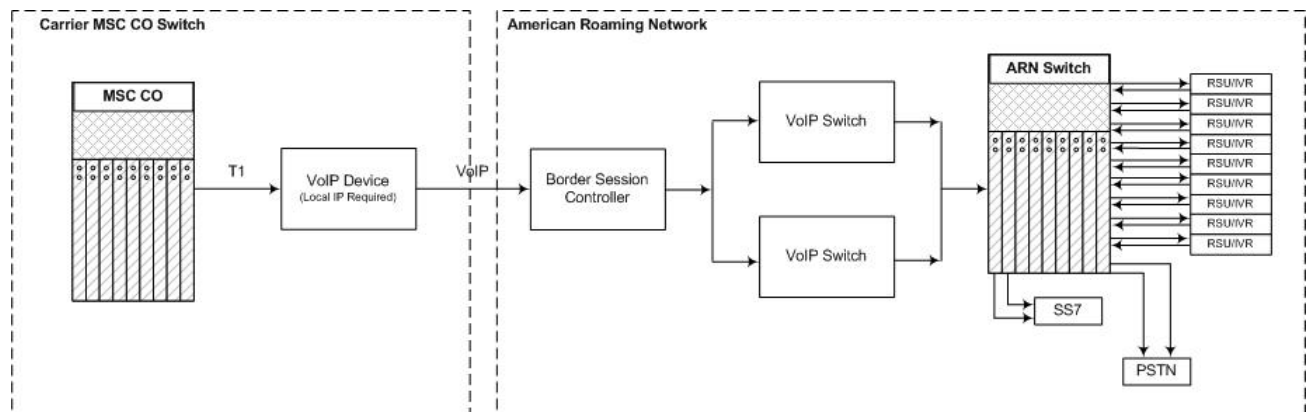 Carrier MSC CO Switch
American Roaming Network
MSC CO
T1
VoIP Device
(Local IP Required)
VoIP
Border Session
Controller
VoIP Switch
VoIP Switch
ARN Switch
RSU/IVR
RSU/IVR
RSU/IVR
RSU/IVR
RSU/IVR
RSU/IVR
RSU/IVR
RSU/IVR
RSU/IVR
SS7
PSTN